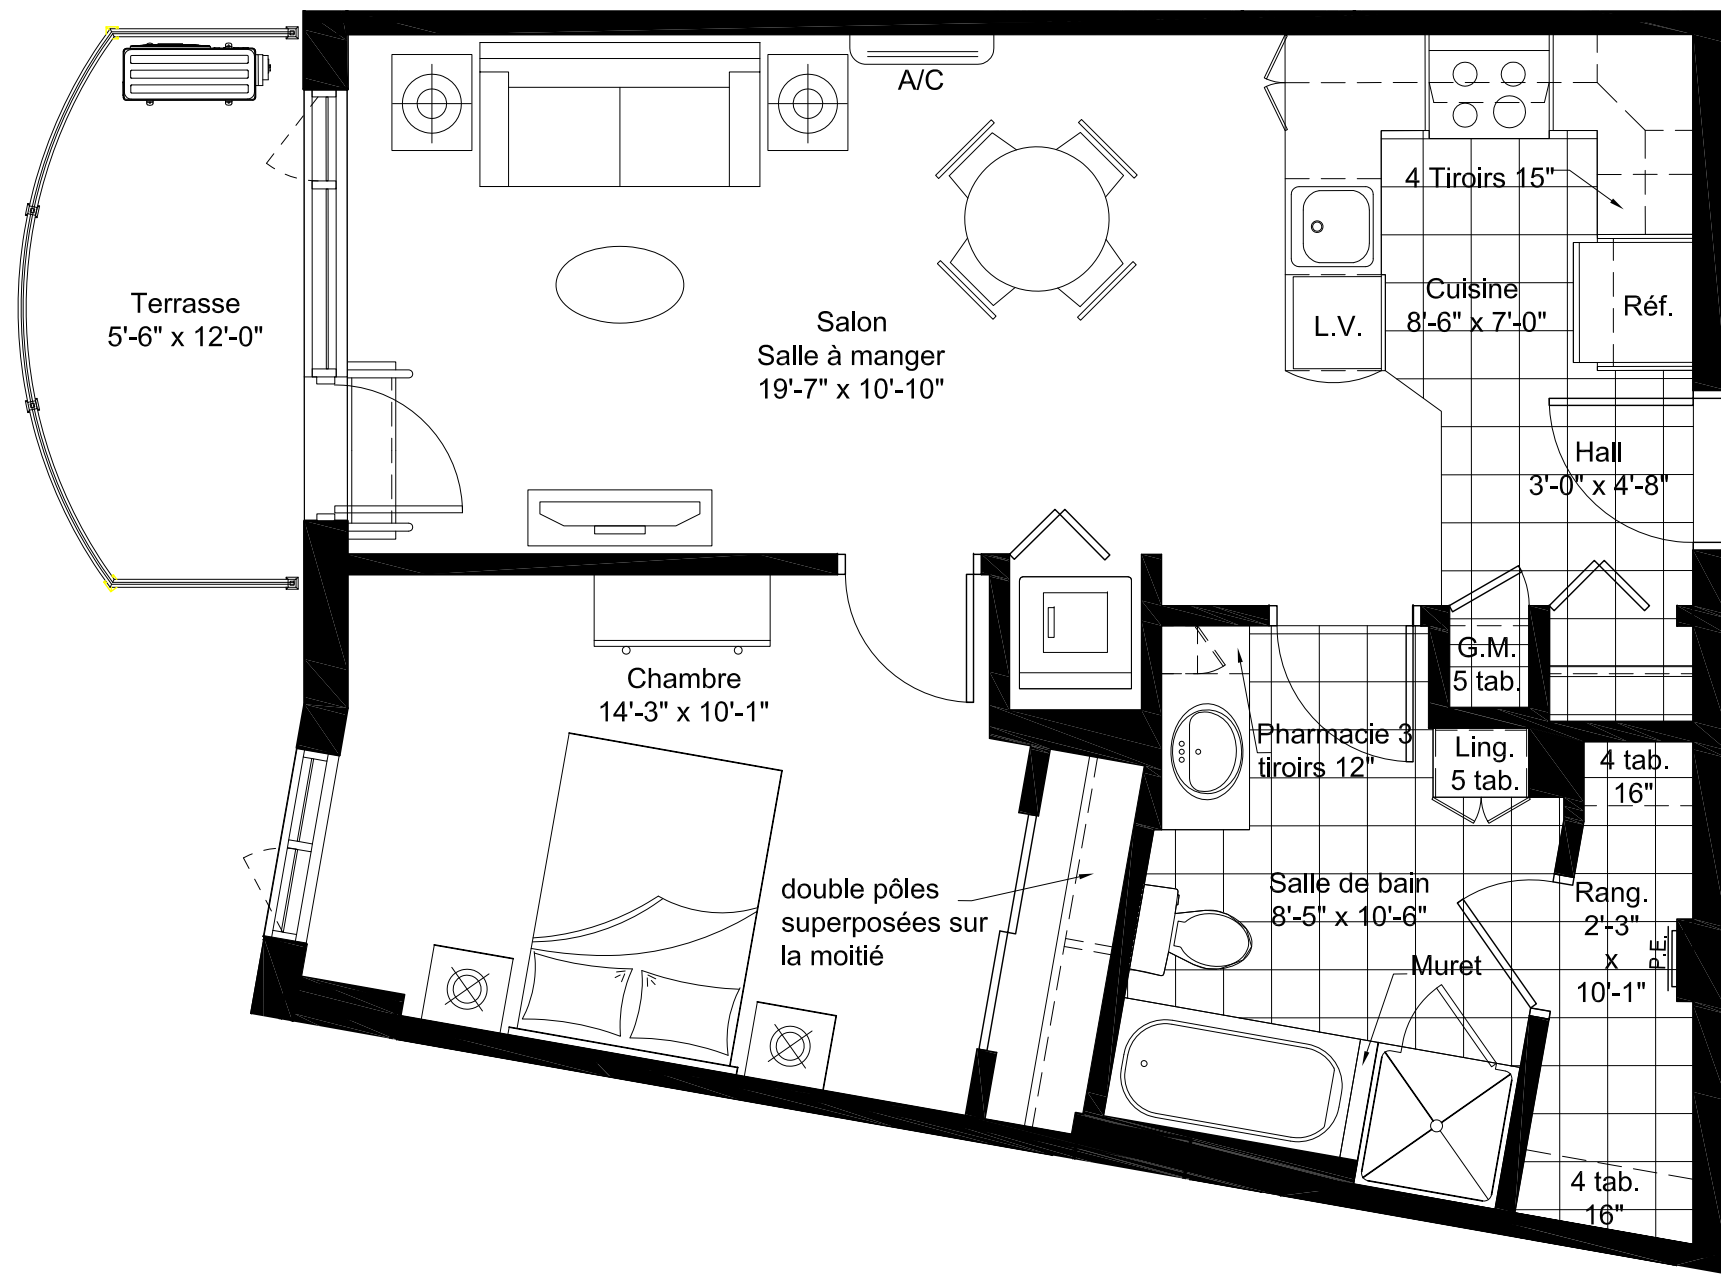 A/C
4 Tiroirs 15"
Terrasse
5'-6" x 12'-0"
Salon
Salle à manger
19'-7" x 10'-10"
L.V.
Cuisine
8'-6" x 7'-0"
Réf.
Hall
3'-0" x 4'-8"
Chambre
14'-3" x 10'-1"
G.M.
5 tab.
Pharmacie 3
tiroirs 12"
Ling.
5 tab.
4 tab.
16"
double pôles
superposées sur
la moitié
Salle de bain
8'-5" x 10'-6"
Rang.
2'-3"
x
10'-1"
P.E.
Muret
4 tab.
16"